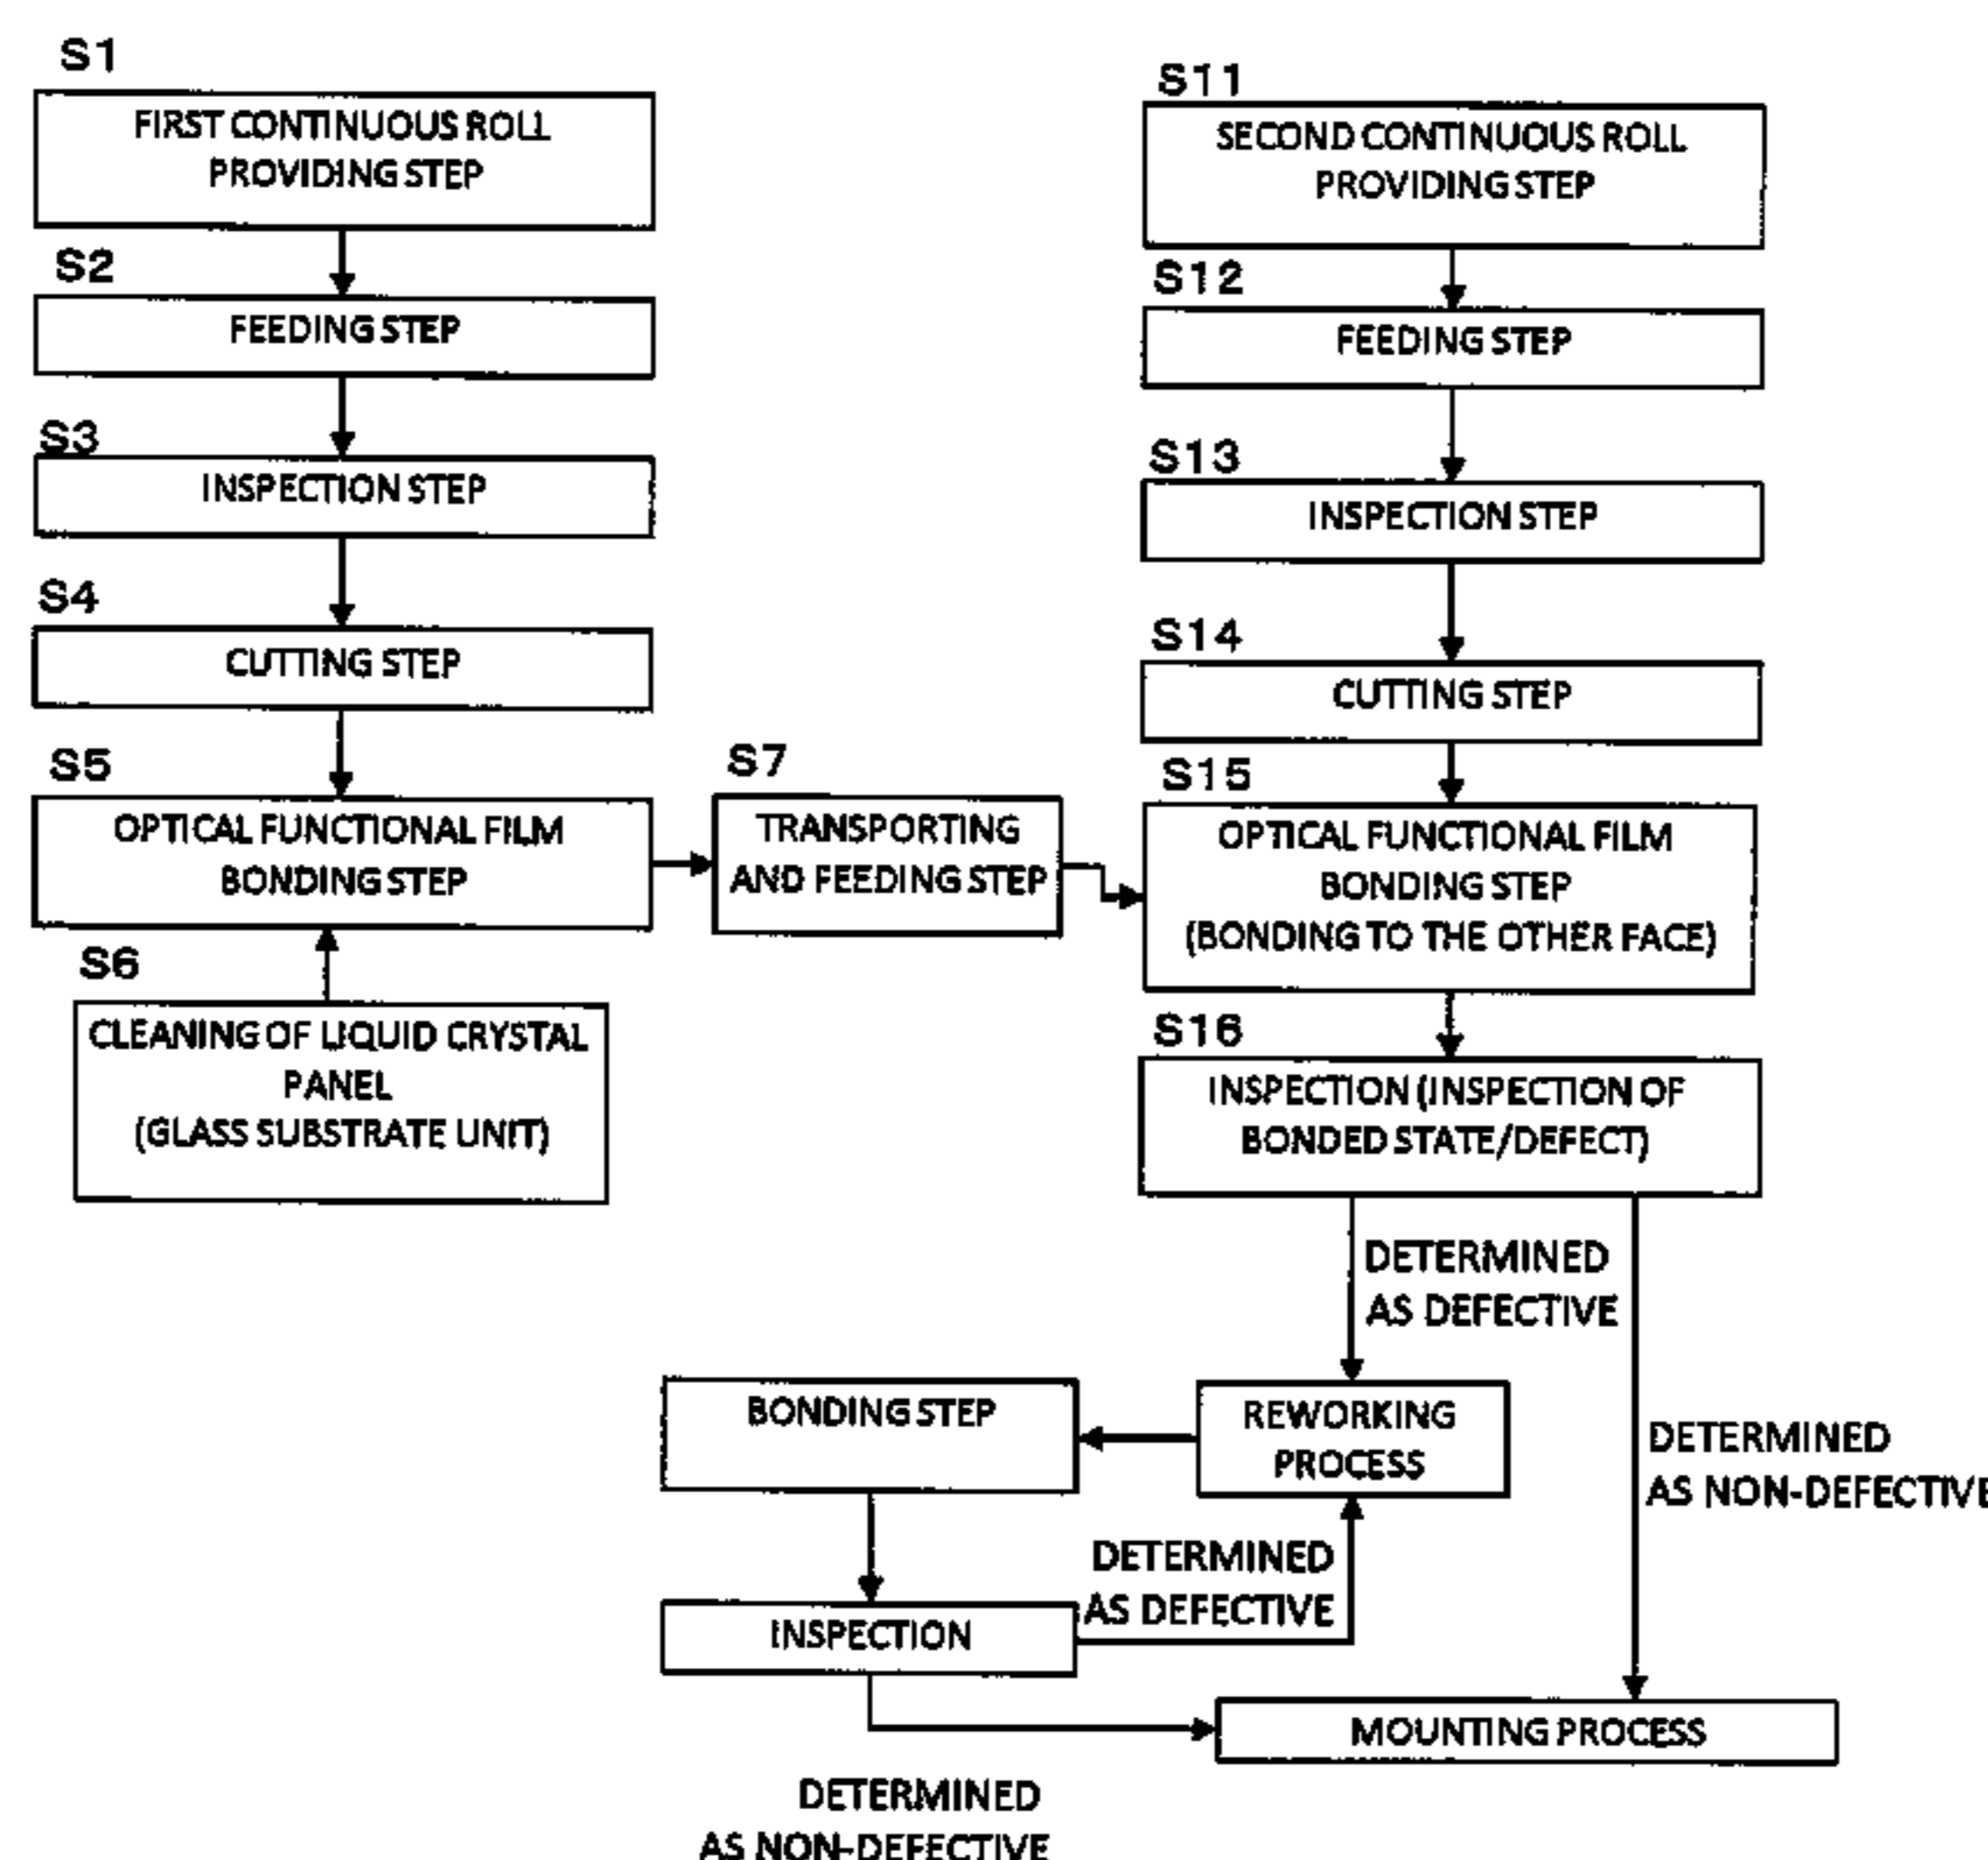 S1
FIRST CONTINUOUS ROLL
PROVIDING STEP
S2
FEEDING STEP
S3
INSPECTION STEP
S4
CUTTING STEP
S5
OPTICAL FUNCTIONAL FILM
BONDING STEP
S6
CLEANING OF LIQUID CRYSTAL
PANEL
(GLASS SUBSTRATE UNIT)
S7
TRANSPORTING
AND FEEDING STEP
S11
SECOND CONTINUOUS ROLL
PROVIDING STEP
S12
FEEDING STEP
S13
INSPECTION STEP
S14
CUTTING STEP
S15
OPTICAL FUNCTIONAL FILM
BONDING STEP
(BONDING TO THE OTHER FACE)
S16
INSPECTION (INSPECTION OF
BONDED STATE/DEFECT)
DETERMINED
AS DEFECTIVE
REWORKING
PROCESS
BONDING STEP
DETERMINED
AS NON-DEFECTIVE
DETERMINED
AS DEFECTIVE
INSPECTION
MOUNTING PROCESS
DETERMINED
AS NON-DEFECTIVE